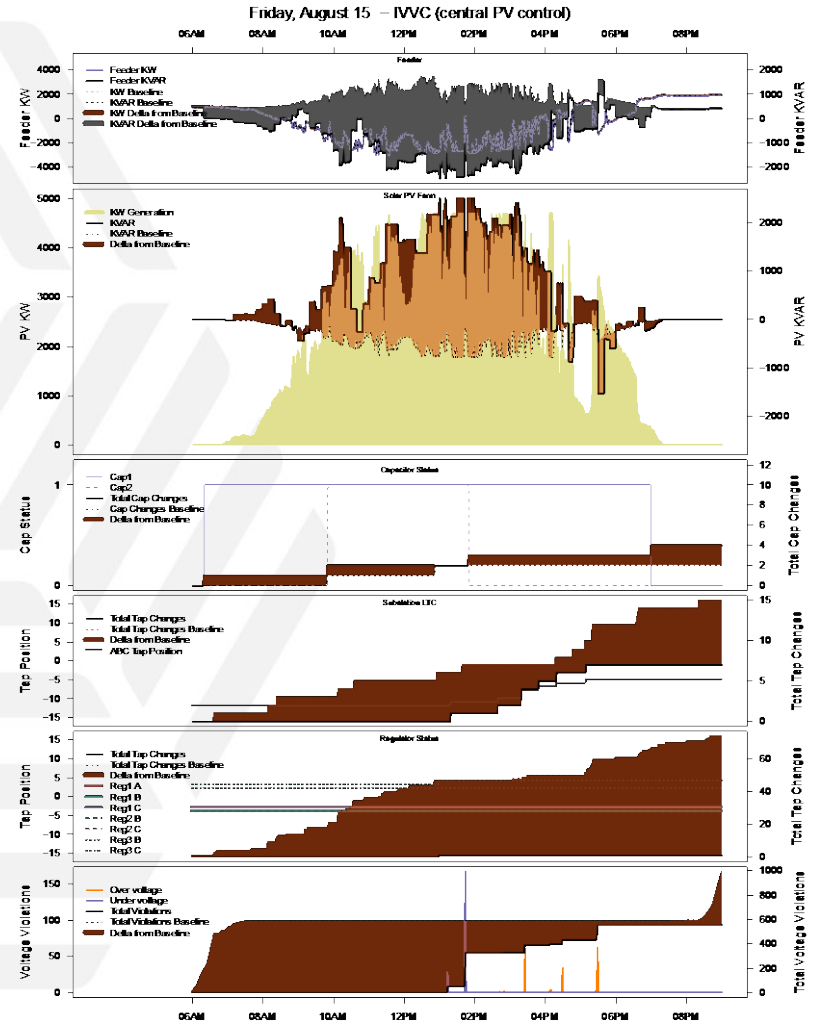 Friday, August 15 – IVVC (central PV control)
06AM 08AM 10AM 12PM 02PM 04PM 06PM 08PM
Feeder
Feeder KW
Feeder KVAR
KW Baseline
KVAR Baseline
KW Delta from Baseline
KVAR Delta from Baseline
4000
2000
0
−2000
−4000
Feeder KW
2000
1000
0
−1000
−2000
Feeder KVAR
Solar PV Farm
KW Generation
KVAR
KVAR Baseline
Delta from Baseline
5000
4000
3000
2000
1000
0
PV KW
2000
1000
0
−1000
−2000
PV KVAR
Capacitor Status
Cap1
Cap2
Total Cap Changes
Cap Changes Baseline
Delta from Baseline
1
0
Cap Status
12
10
8
6
4
2
0
Total Cap Changes
Substation LTC
Total Tap Changes
Total Tap Changes Baseline
Delta from Baseline
ABC Tap Position
15
10
5
0
−5
−10
−15
Tap Position
15
10
5
0
Total Tap Changes
Regulator Status
Total Tap Changes
Total Tap Changes Baseline
Delta from Baseline
Reg1 A
Reg1 B
Reg1 C
Reg2 B
Reg2 C
Reg3 B
Reg3 C
15
10
5
0
−5
−10
−15
Tap Position
60
40
20
0
Total Tap Changes
Over voltage
Under voltage
Total Violations
Total Violations Baseline
Delta from Baseline
150
100
50
0
Voltage Violations
1000
800
600
400
200
0
Total Voltage Violations
06AM 08AM 10AM 12PM 02PM 04PM 06PM 08PM